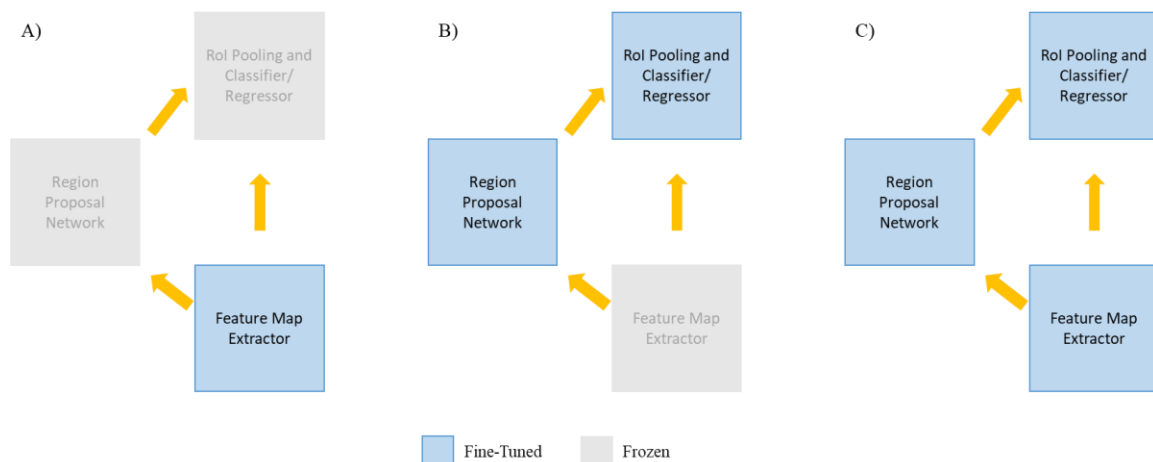 A)
RoI Pooling and
Classifier/
Regressor
Region
Proposal
Network
Feature Map
Extractor
B)
RoI Pooling and
Classifier/
Regressor
Region
Proposal
Network
Feature Map
Extractor
C)
RoI Pooling and
Classifier/
Regressor
Region
Proposal
Network
Feature Map
Extractor
Fine-Tuned
Frozen